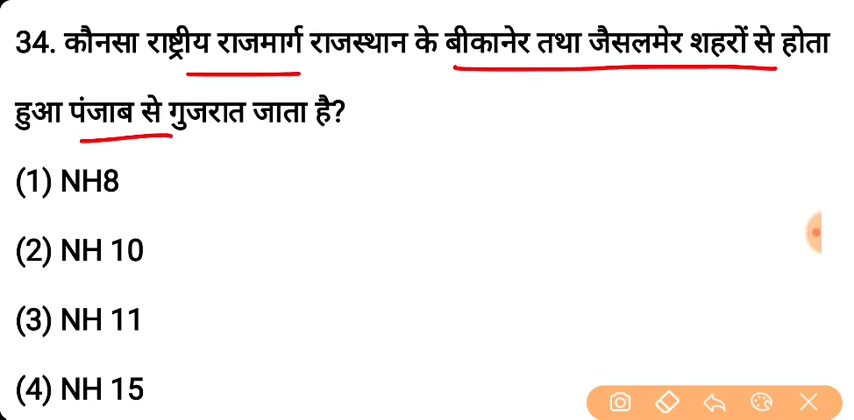 34. कौनसा राष्ट्रीय राजमार्ग राजस्थान के बीकानेर तथा जैसलमेर शहरों से होता
हुआ पंजाब से गुजरात जाता है?
(1) NH8
(2) NH 10
(3) NH 11
(4) NH 15